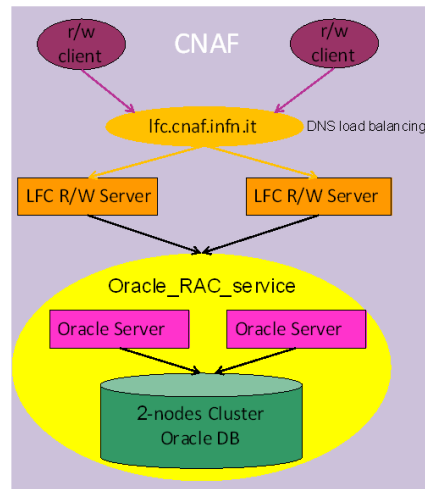 CNAF
r/w
client
r/w
client
lfc.cnaf.infn.it
DNS load balancing
LFC R/W Server
LFC R/W Server
Oracle_RAC_service
Oracle Server
Oracle Server
2-nodes Cluster
Oracle DB